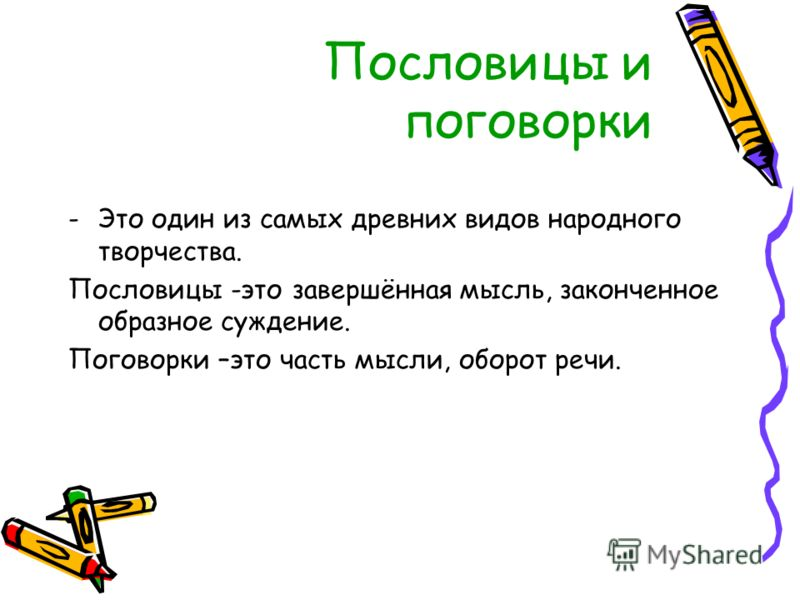 Пословицы и
поговорки
- Это один из самых древних видов народного
творчества.
Пословицы -это завершённая мысль, законченное
образное суждение.
Поговорки –это часть мысли, оборот речи.
MyShared